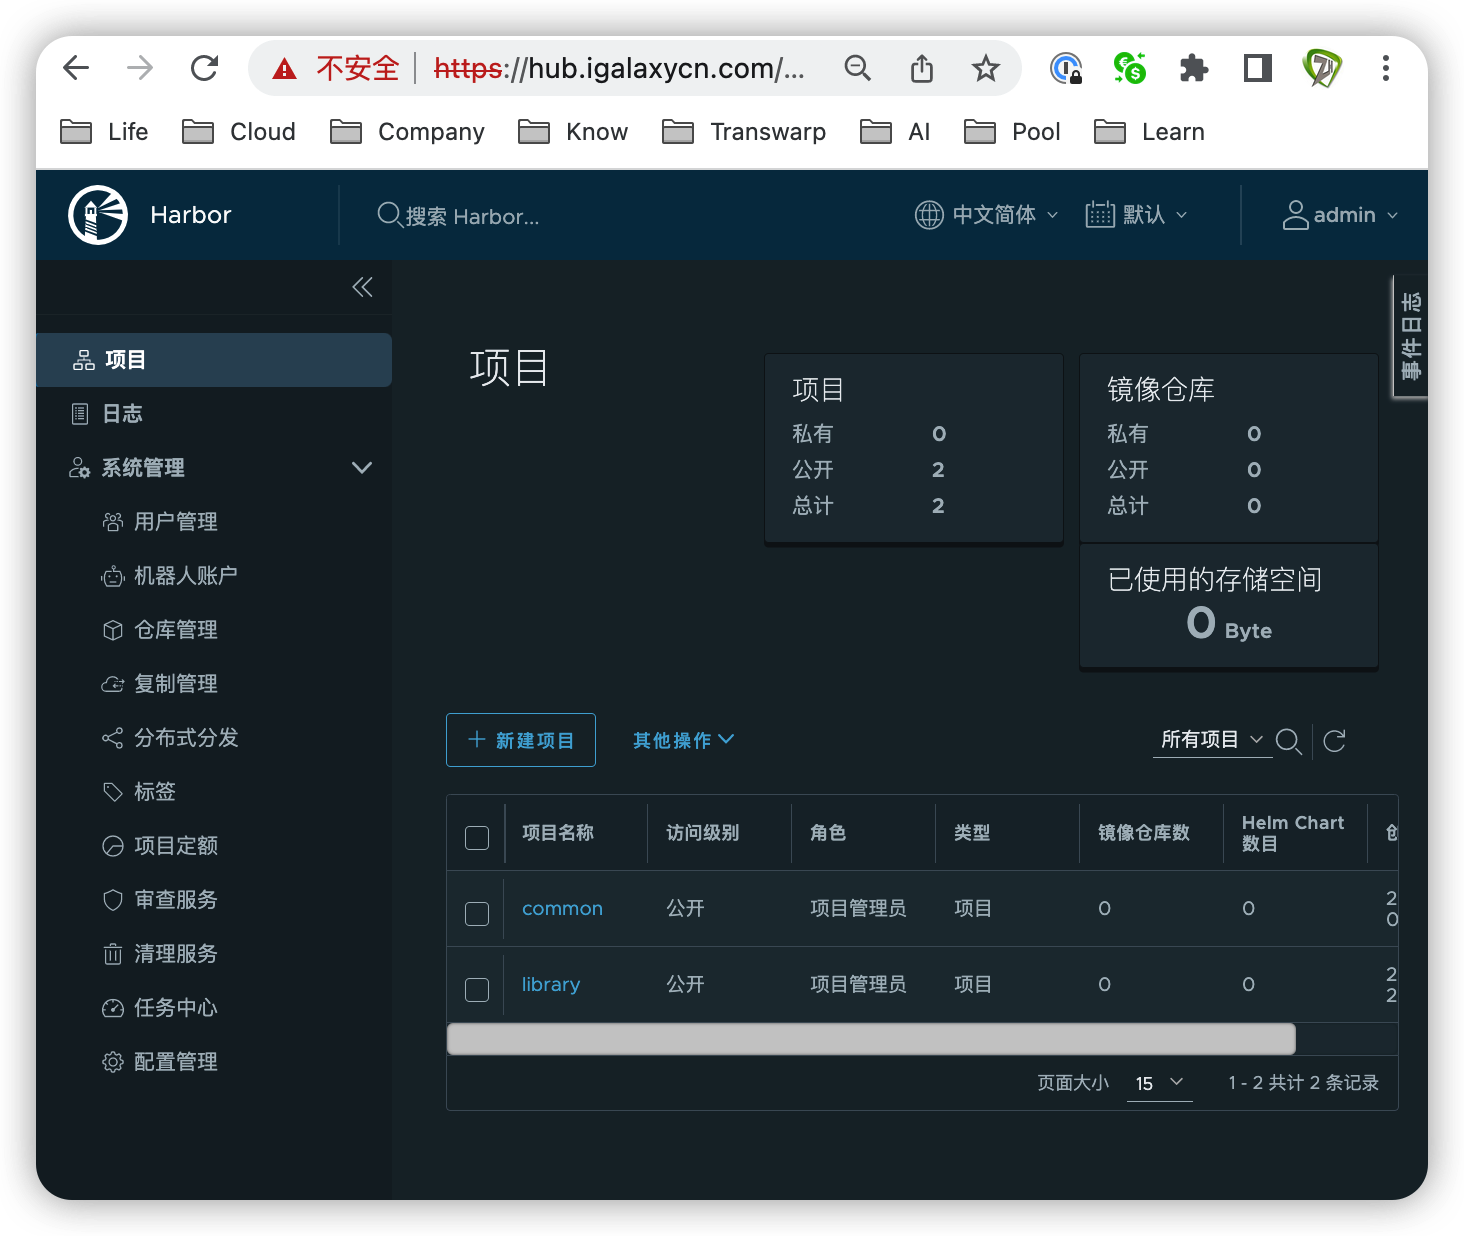 不安全 https://hub.igalaxycn.com/...
Life Cloud Company Know Transwarp AI Pool Learn
Harbor 搜索 Harbor... 中文简体 默认 admin
事件日志
项目
日志
系统管理
用户管理
机器人账户
仓库管理
复制管理
分布式分发
标签
项目定额
审查服务
清理服务
任务中心
配置管理
项目
项目
私有 0
公开 2
总计 2
镜像仓库
私有 0
公开 0
总计 0
已使用的存储空间
0 Byte
新建项目 其他操作 所有项目
项目名称 访问级别 角色 类型 镜像仓库数 Helm Chart 数目
common 公开 项目管理员 项目 0 0 2
0
library 公开 项目管理员 项目 0 0 2
2
页面大小 15 1 - 2 共计 2 条记录